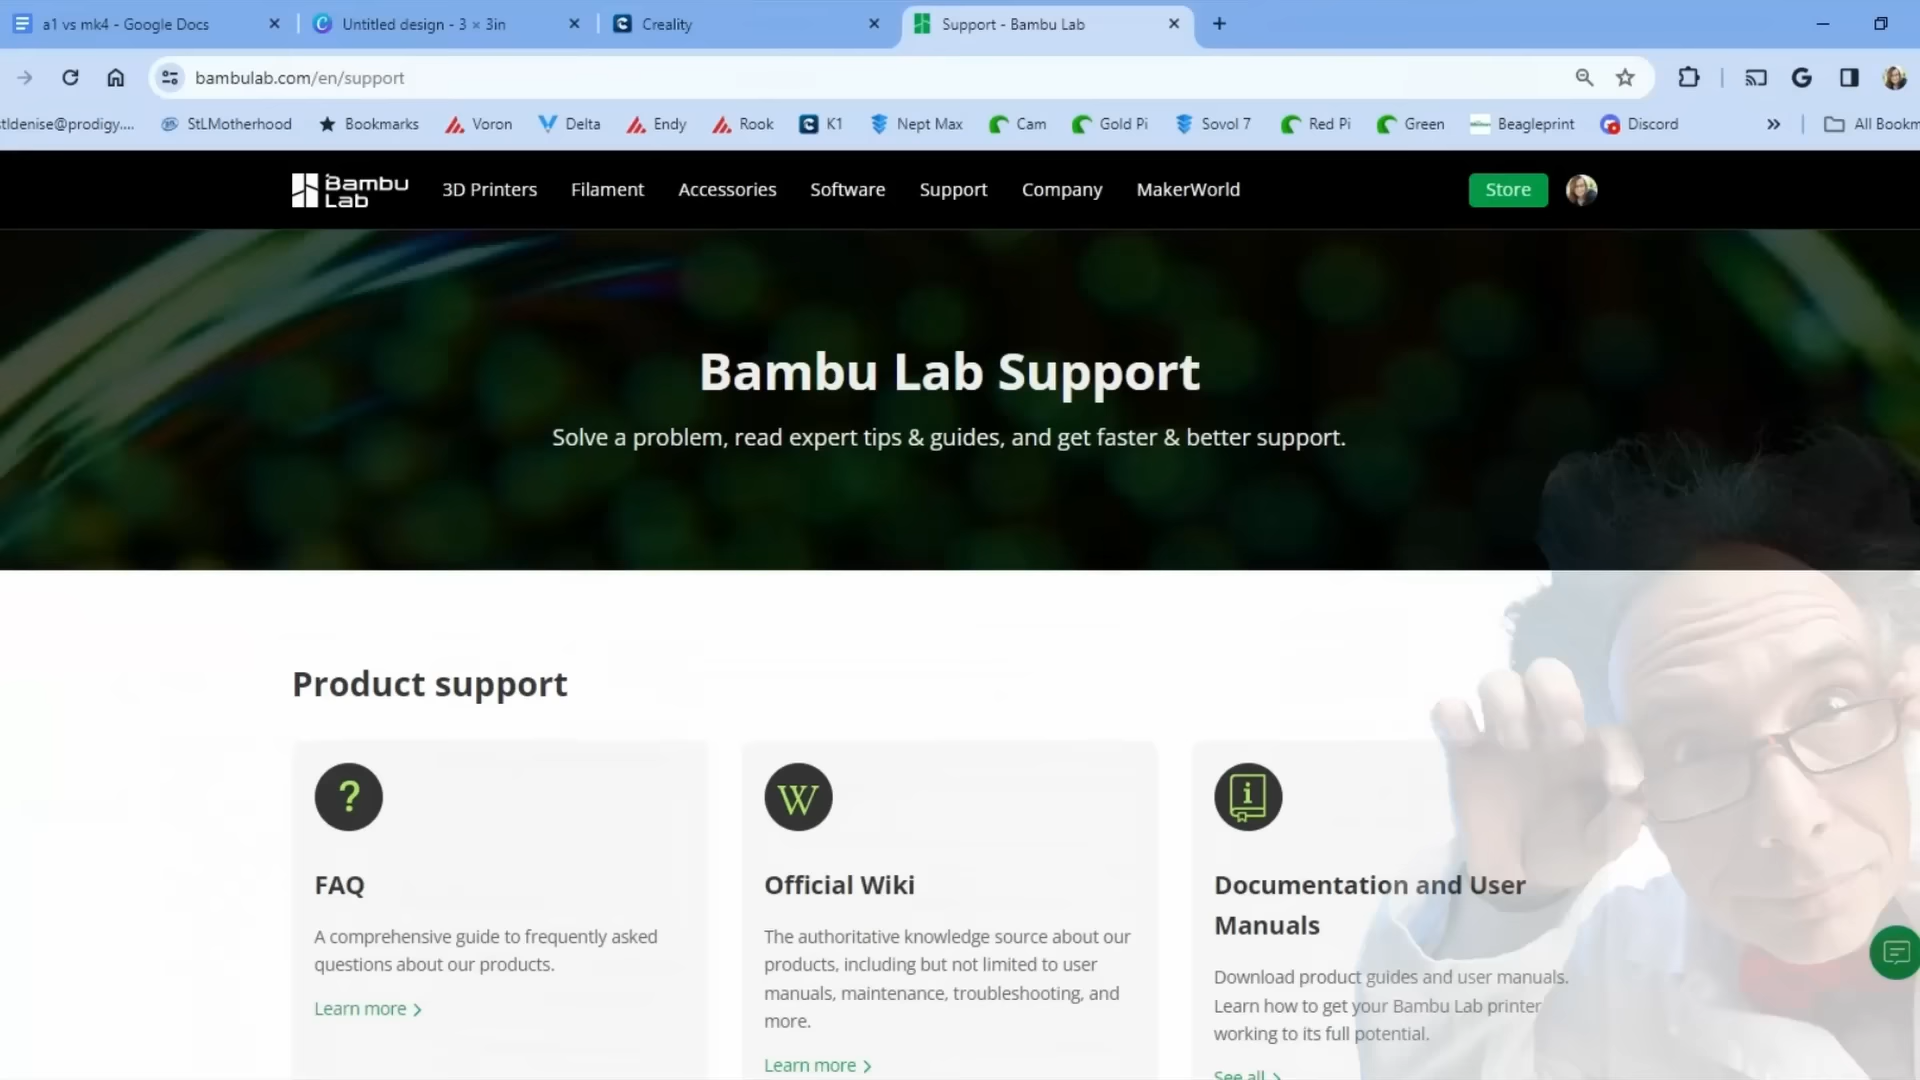 a1 vs mk4 - Google Docs
Untitled design - 3 × 3in
Creality
Support - Bambu Lab
bambulab.com/en/support
stldenise@prodigy....
StLMotherhood
Bookmarks
Voron
Delta
Endy
Rook
K1
Nept Max
Cam
Gold Pi
Sovol 7
Red Pi
Green
Beagleprint
Discord
All Bookm
Bambu
Lab
3D Printers
Filament
Accessories
Software
Support
Company
MakerWorld
Store
Bambu Lab Support
Solve a problem, read expert tips & guides, and get faster & better support.
Product support
?
W
i
FAQ
A comprehensive guide to frequently asked
questions about our products.
Learn more >
Official Wiki
The authoritative knowledge source about our
products, including but not limited to user
manuals, maintenance, troubleshooting, and
more.
Learn more >
Documentation and User
Manuals
Download product guides and user manuals.
Learn how to get your Bambu Lab printer
working to its full potential.
See all >